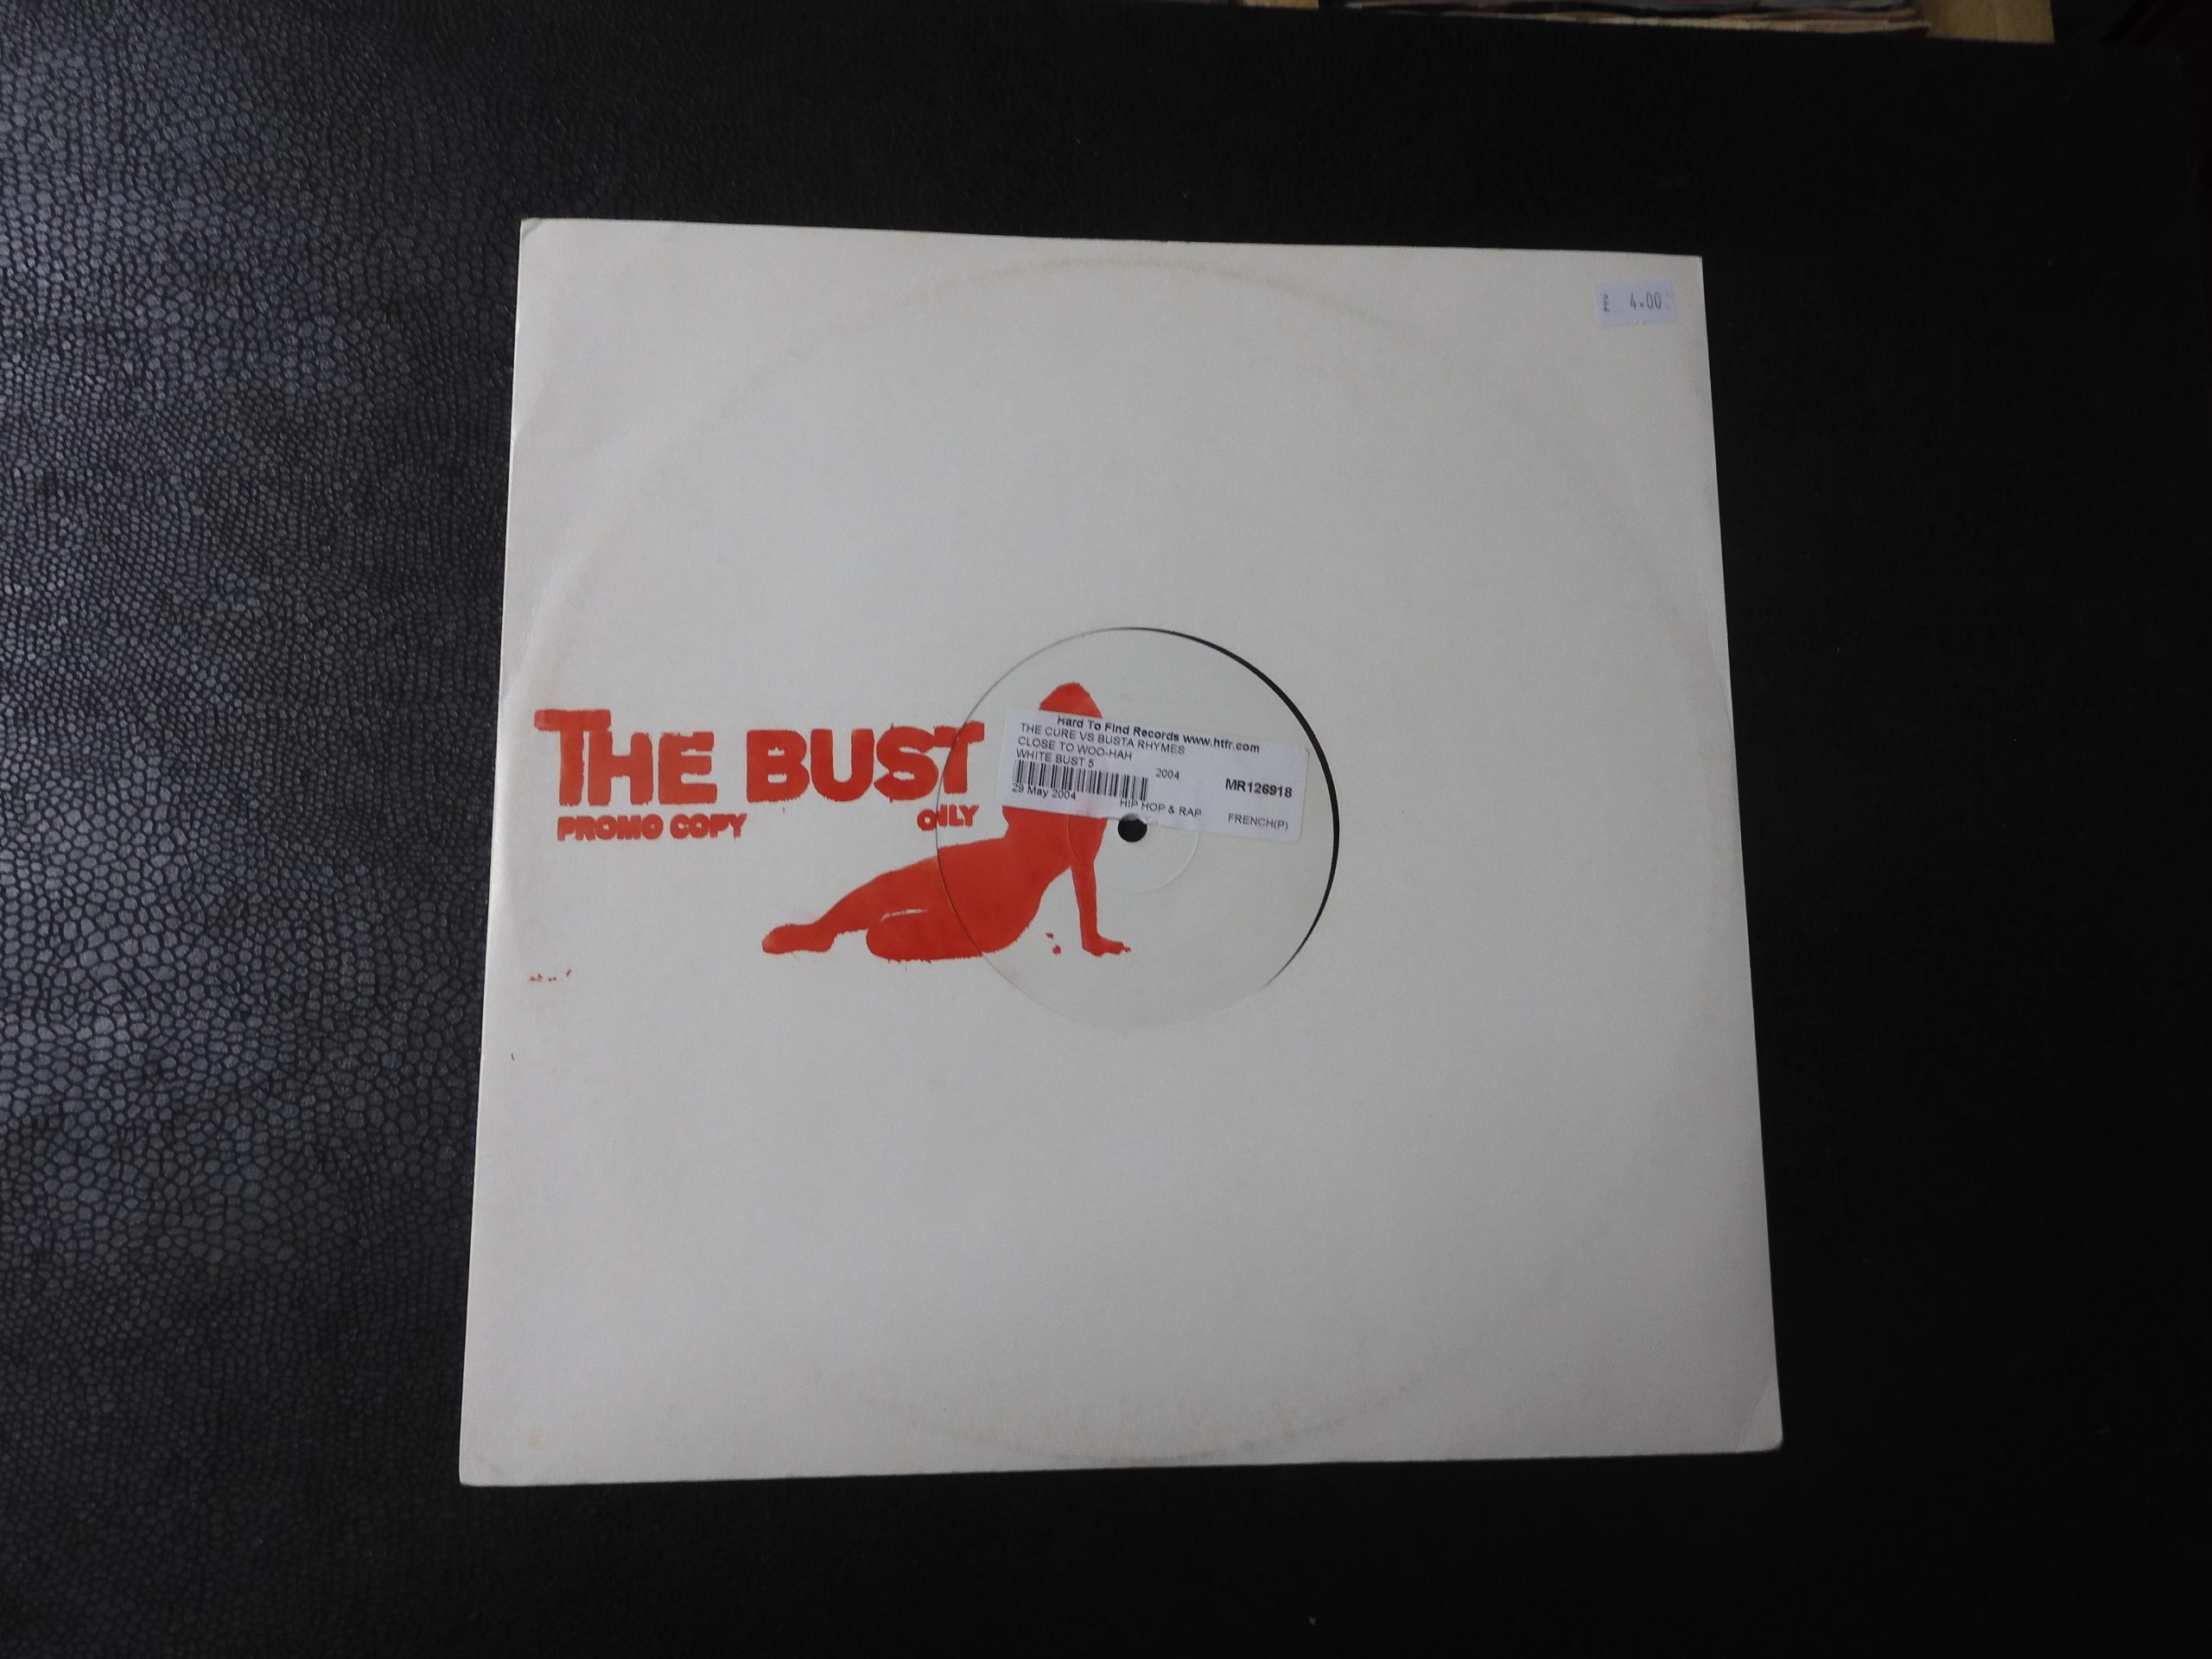 4.00
THE BUST
PROMO COPY ONLY
Hard To Find Records www.htfr.com
THE CURE VS BUSTA RHYMES
CLOSE TO WOO-HAH
WHITE BUST 5
2004 MR126918
29 May 2004 HIP HOP & RAP FRENCH(P)